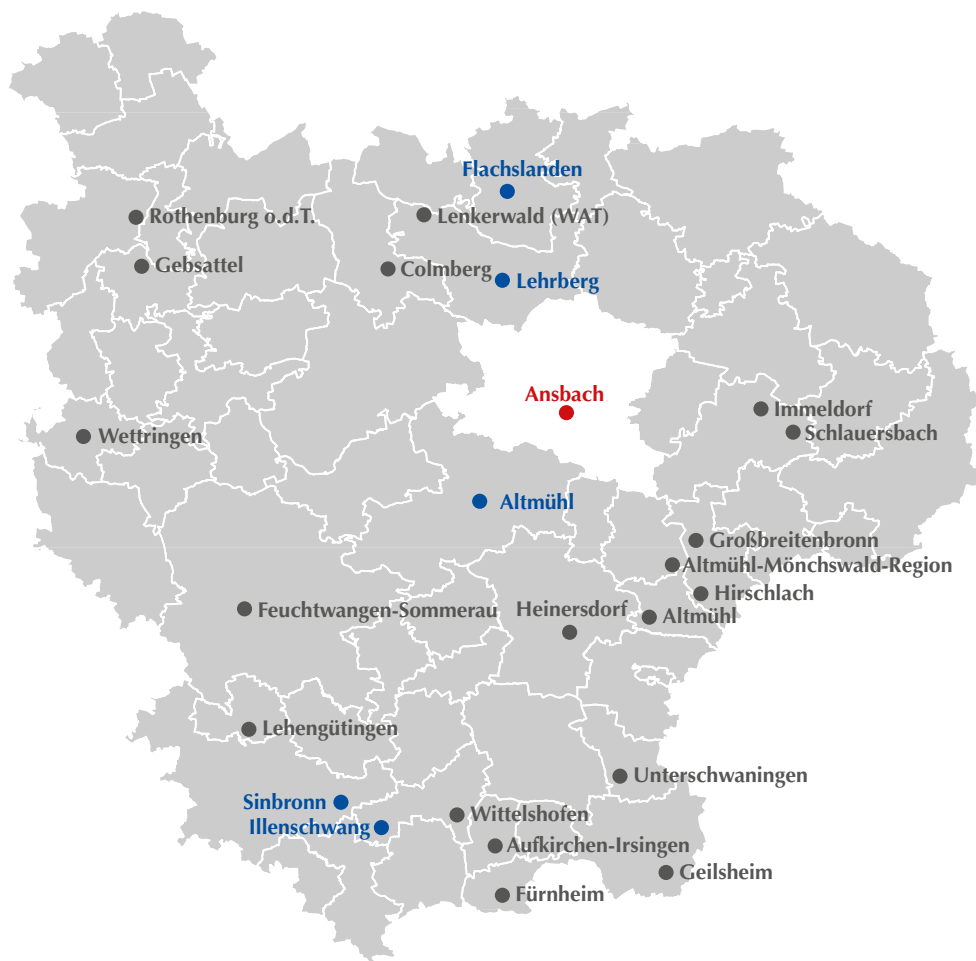 Flachslanden
Rothenburg o.d.T.
Lenkerwald (WAT)
Gebsattel
Colmberg
Lehrberg
Ansbach
Immeldorf
Wettringen
Schlauersbach
Altmühl
Großbreitenbronn
Altmühl-Mönchswald-Region
Hirschlach
Feuchtwangen-Sommerau
Heinersdorf
Altmühl
Lehengütingen
Unterschwaningen
Sinbronn
Wittelshofen
Illenschwang
Aufkirchen-Irsingen
Geilsheim
Fürnheim